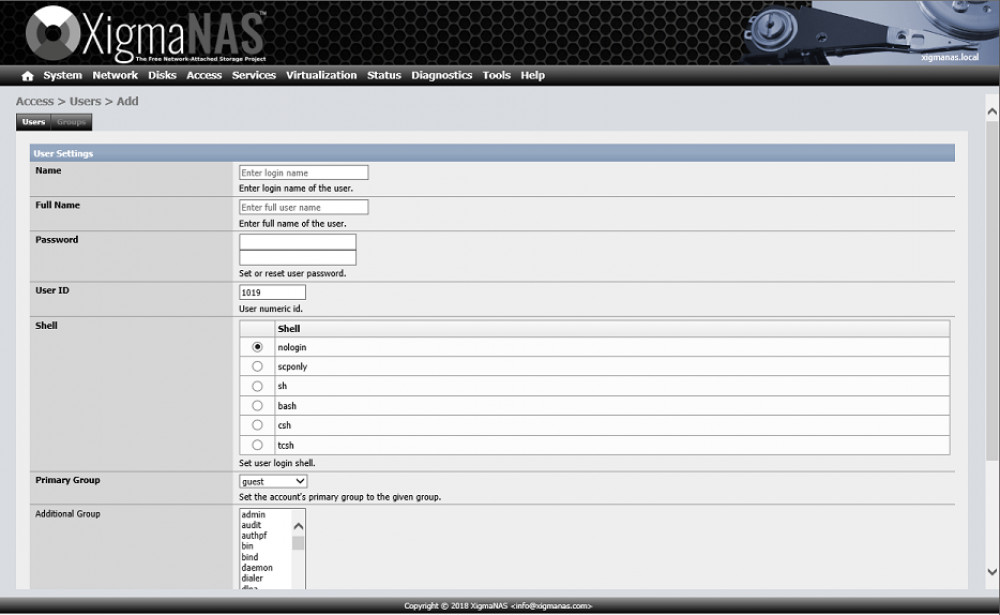 XigmaNAS™
The Free Network-Attached Storage Project
xigmanas.local
System Network Disks Access Services Virtualization Status Diagnostics Tools Help
Access > Users > Add
Users Groups
User Settings
Name
Enter login name
Enter login name of the user.
Full Name
Enter full user name
Enter full name of the user.
Password
Set or reset user password.
User ID
1019
User numeric id.
Shell
Shell
nologin
scponly
sh
bash
csh
tcsh
Set user login shell.
Primary Group
guest
Set the account's primary group to the given group.
Additional Group
admin
audit
authpf
bin
bind
daemon
dialer
Copyright © 2018 XigmaNAS <info@xigmanas.com>